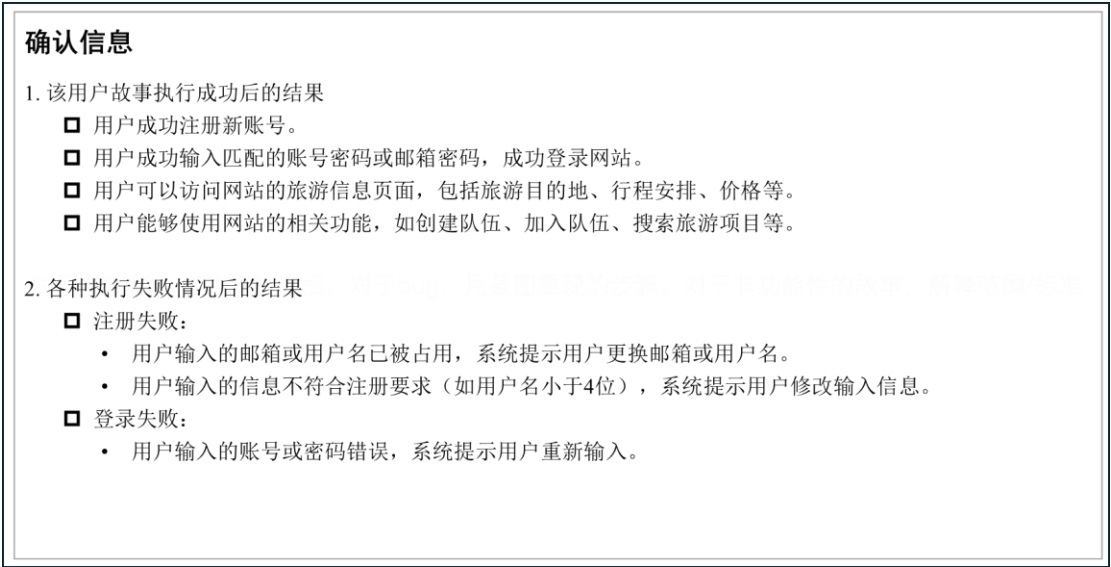 确认信息
1. 该用户故事执行成功后的结果
用户成功注册新账号。
用户成功输入匹配的账号密码或邮箱密码，成功登录网站。
用户可以访问网站的旅游信息页面，包括旅游目的地、行程安排、价格等。
用户能够使用网站的相关功能，如创建队伍、加入队伍、搜索旅游项目等。
2. 各种执行失败情况后的结果
注册失败：
• 用户输入的邮箱或用户名已被占用，系统提示用户更换邮箱或用户名。
• 用户输入的信息不符合注册要求（如用户名小于4位），系统提示用户修改输入信息。
登录失败：
• 用户输入的账号或密码错误，系统提示用户重新输入。